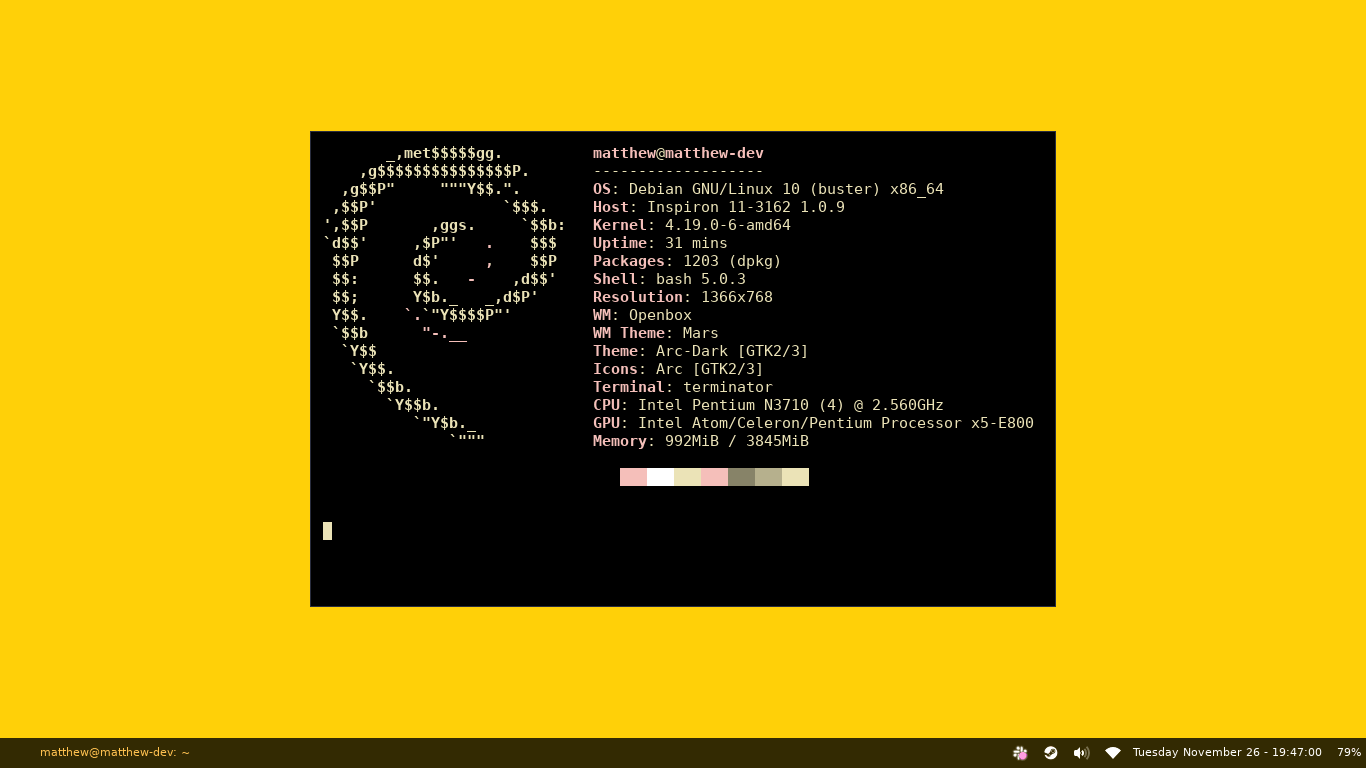 _,met$$$$$gg.
    ,g$$$$$$$$$$$$$$$P.
  ,g$$P"     """Y$$.".
 ,$$P'              `$$$.
',$$P       ,ggs.     `$$b:
`d$$'     ,$P"'   .    $$$
 $$P      d$'     ,    $$P
 $$:      $$.   -    ,d$$'
 $$;      Y$b._   _,d$P'
 Y$$.    `.`"Y$$$$P"'
 `$$b      "-.__
  `Y$$
   `Y$$.
     `$$b.
       `Y$$b.
          `"Y$b._
              `"""
matthew@matthew-dev
-------------------
OS: Debian GNU/Linux 10 (buster) x86_64
Host: Inspiron 11-3162 1.0.9
Kernel: 4.19.0-6-amd64
Uptime: 31 mins
Packages: 1203 (dpkg)
Shell: bash 5.0.3
Resolution: 1366x768
WM: Openbox
WM Theme: Mars
Theme: Arc-Dark [GTK2/3]
Icons: Arc [GTK2/3]
Terminal: terminator
CPU: Intel Pentium N3710 (4) @ 2.560GHz
GPU: Intel Atom/Celeron/Pentium Processor x5-E800
Memory: 992MiB / 3845MiB
matthew@matthew-dev: ~
Tuesday November 26 - 19:47:00
79%